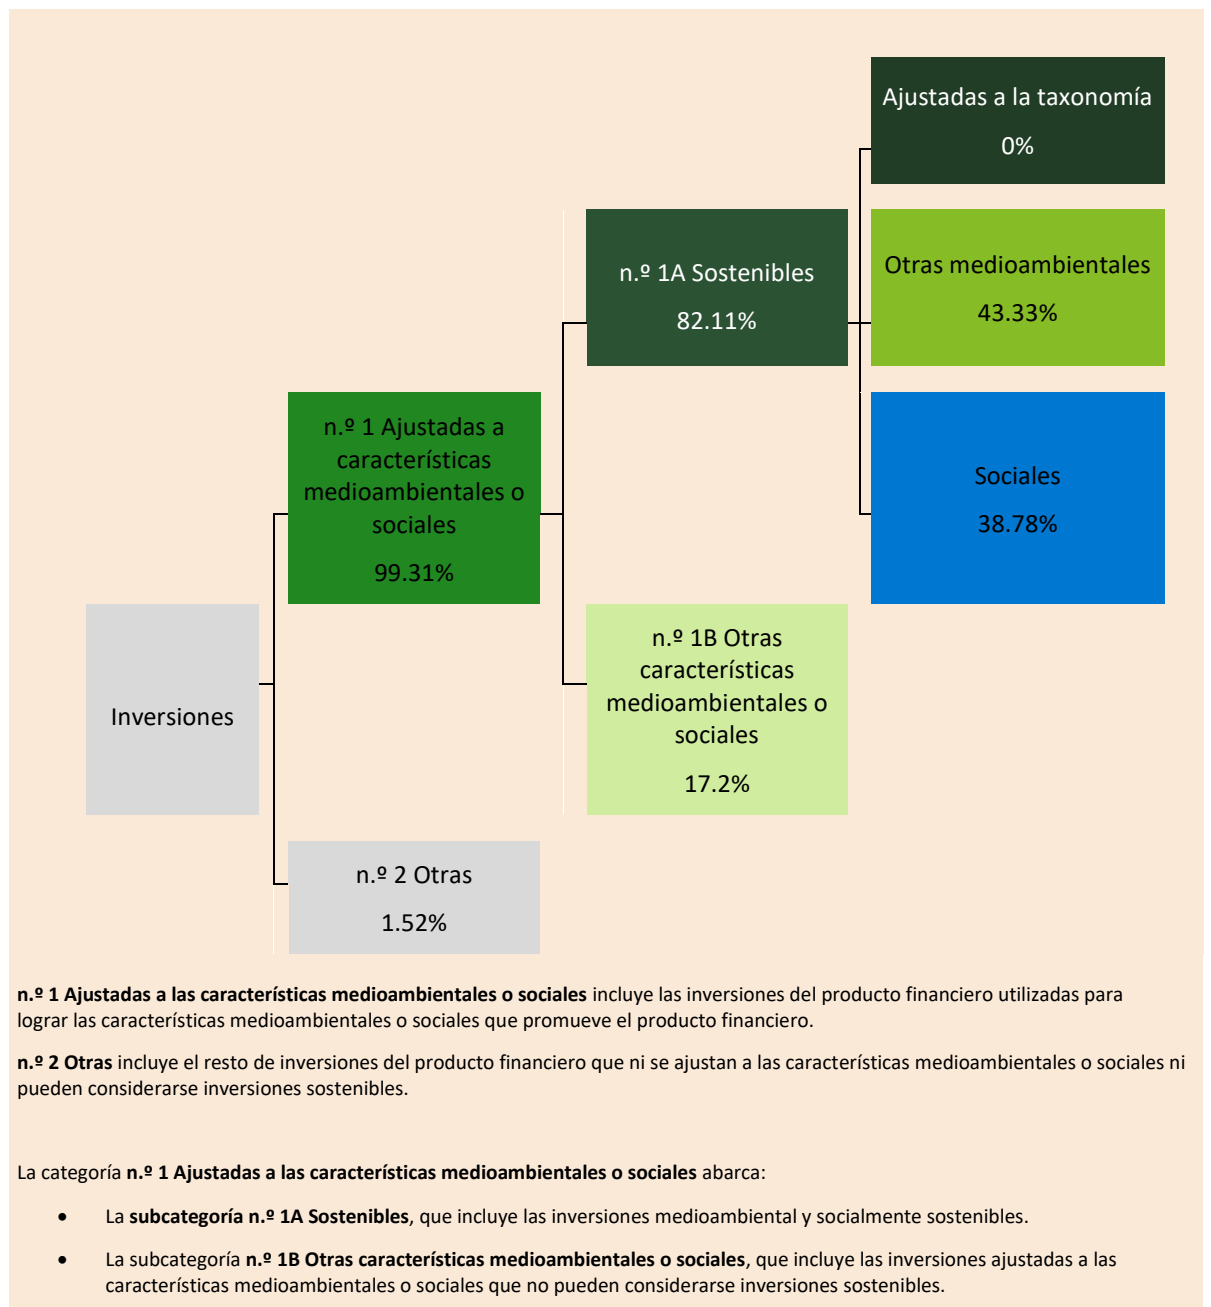 Ajustadas a la taxonomía
0%
n.º 1A Sostenibles
82.11%
Otras medioambientales
43.33%
n.º 1 Ajustadas a
características
medioambientales o
sociales
99.31%
Sociales
38.78%
Inversiones
n.º 1B Otras
características
medioambientales o
sociales
17.2%
n.º 2 Otras
1.52%
n.º 1 Ajustadas a las características medioambientales o sociales incluye las inversiones del producto financiero utilizadas para
lograr las características medioambientales o sociales que promueve el producto financiero.
n.º 2 Otras incluye el resto de inversiones del producto financiero que ni se ajustan a las características medioambientales o sociales ni
pueden considerarse inversiones sostenibles.
La categoría n.º 1 Ajustadas a las características medioambientales o sociales abarca:
• La subcategoría n.º 1A Sostenibles, que incluye las inversiones medioambiental y socialmente sostenibles.
• La subcategoría n.º 1B Otras características medioambientales o sociales, que incluye las inversiones ajustadas a las
características medioambientales o sociales que no pueden considerarse inversiones sostenibles.